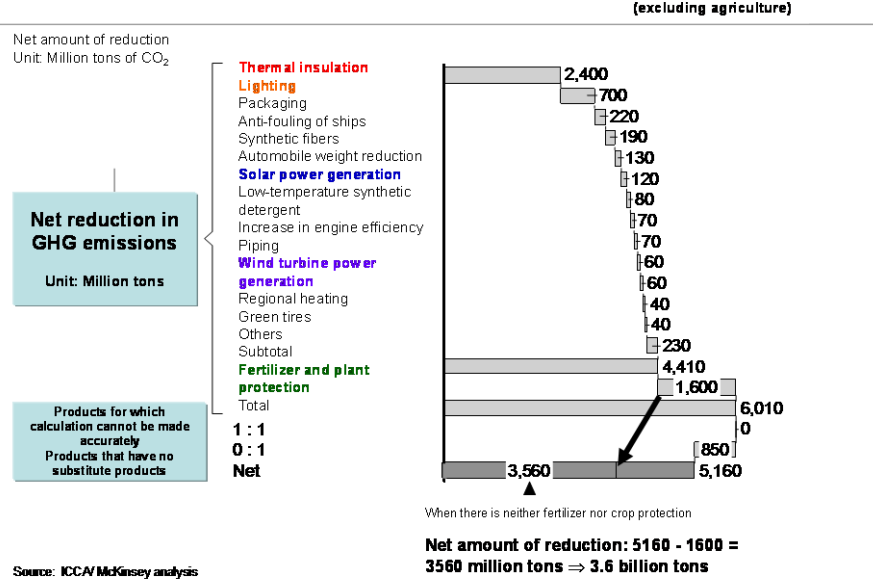 (excluding agriculture)
Net amount of reduction
Unit: Million tons of CO₂
Thermal insulation
Lighting
Packaging
Anti-fouling of ships
Synthetic fibers
Automobile weight reduction
Solar power generation
Low-temperature synthetic
detergent
Increase in engine efficiency
Piping
Wind turbine power
generation
Regional heating
Green tires
Others
Subtotal
Fertilizer and plant
protection
Total
1 : 1
0 : 1
Net
Net reduction in
GHG emissions
Unit: Million tons
Products for which
calculation cannot be made
accurately
Products that have no
substitute products
2,400
700
220
190
130
120
80
70
70
60
60
40
40
230
4,410
1,600
6,010
0
850
3,560
5,160
When there is neither fertilizer nor crop protection
Net amount of reduction: 5160 - 1600 =
3560 million tons ⇒ 3.6 billion tons
Source: ICCA/ McKinsey analysis